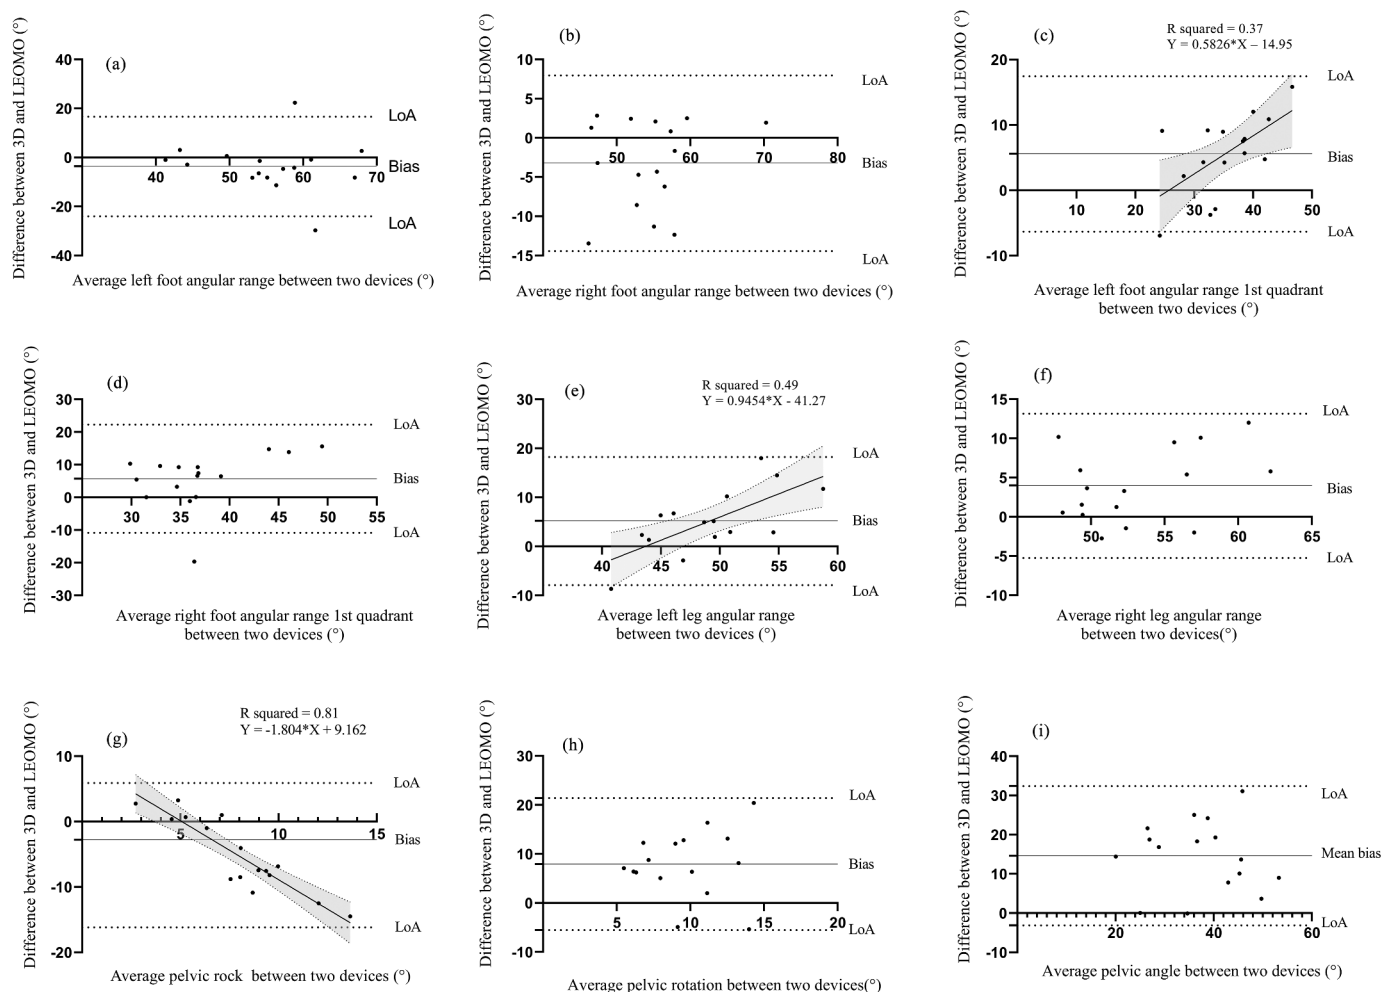 Difference between 3D and LEOMO (°)
(a)
40
20
0
-20
-40
40
50
60
70
LoA
Bias
LoA
Average left foot angular range between two devices (°)
Difference between 3D and LEOMO (°)
(b)
10
5
0
-5
-10
-15
50
60
70
80
LoA
Bias
LoA
Average right foot angular range between two devices (°)
Difference between 3D and LEOMO (°)
(c)
R squared = 0.37
Y = 0.5826*X – 14.95
20
10
0
-10
10
20
30
40
50
LoA
Bias
LoA
Average left foot angular range 1st quadrant
between two devices (°)
Difference between 3D and LEOMO (°)
(d)
30
20
10
0
-10
-20
-30
30
35
40
45
50
55
LoA
Bias
LoA
Average right foot angular range 1st quadrant
between two devices (°)
Difference between 3D and LEOMO (°)
(e)
R squared = 0.49
Y = 0.9454*X - 41.27
30
20
10
0
-10
40
45
50
55
60
LoA
Bias
LoA
Average left leg angular range
between two devices (°)
Difference between 3D and LEOMO (°)
(f)
15
10
5
0
-5
-10
50
55
60
65
LoA
Bias
LoA
Average right leg angular range
between two devices(°)
Difference between 3D and LEOMO (°)
(g)
R squared = 0.81
Y = -1.804*X + 9.162
10
0
-10
-20
5
10
15
LoA
Bias
LoA
Average pelvic rock between two devices (°)
Difference between 3D and LEOMO (°)
(h)
30
20
10
0
-10
5
10
15
20
LoA
Bias
LoA
Average pelvic rotation between two devices(°)
Difference between 3D and LEOMO (°)
(i)
40
30
20
10
0
-10
20
40
60
LoA
Mean bias
LoA
Average pelvic angle between two devices (°)